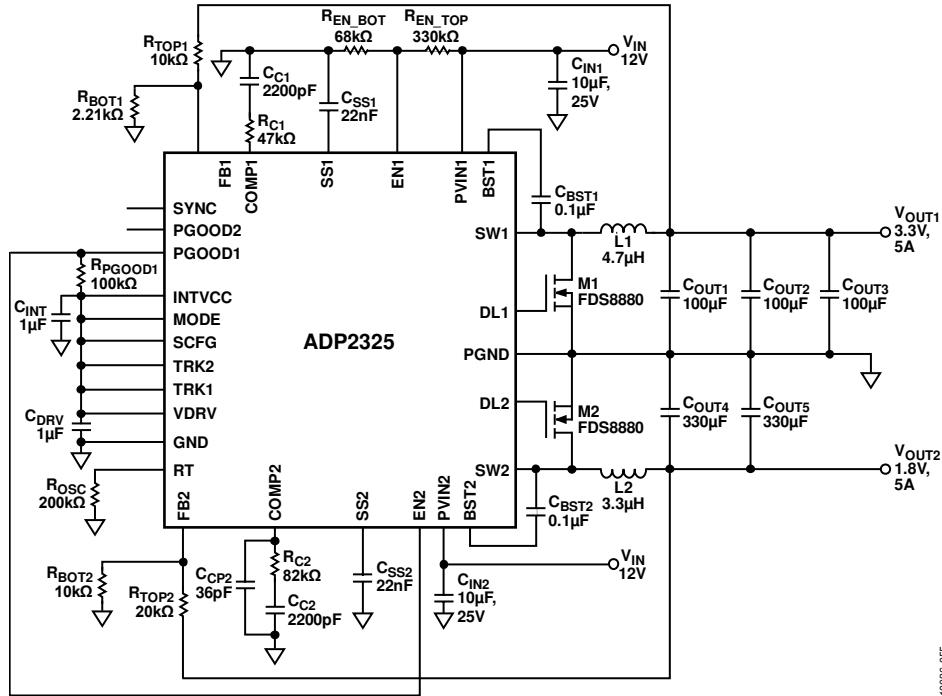 REN_BOT
68kΩ
REN_TOP
330kΩ
RTOP1
10kΩ
VIN
12V
CC1
2200pF
CIN1
10µF,
25V
RBOT1
2.21kΩ
CSS1
22nF
RC1
47kΩ
FB1
COMP1
SS1
EN1
PVIN1
BST1
CBST1
0.1µF
SYNC
PGOOD2
PGOOD1
SW1
L1
4.7µH
VOUT1
3.3V,
5A
RPGOOD1
100kΩ
INTVCC
CINT
1µF
MODE
SCFG
TRK2
TRK1
VDRV
CDRV
1µF
GND
RT
ROSC
200kΩ
ADP2325
M1
FDS8880
DL1
PGND
DL2
M2
FDS8880
SW2
COUT1
100µF
COUT2
100µF
COUT3
100µF
COUT4
330µF
COUT5
330µF
VOUT2
1.8V,
5A
L2
3.3µH
FB2
COMP2
SS2
EN2
PVIN2
BST2
CBST2
0.1µF
RBOT2
10kΩ
RTOP2
20kΩ
CCP2
36pF
RC2
82kΩ
CC2
2200pF
CSS2
22nF
CIN2
10µF,
25V
VIN
12V